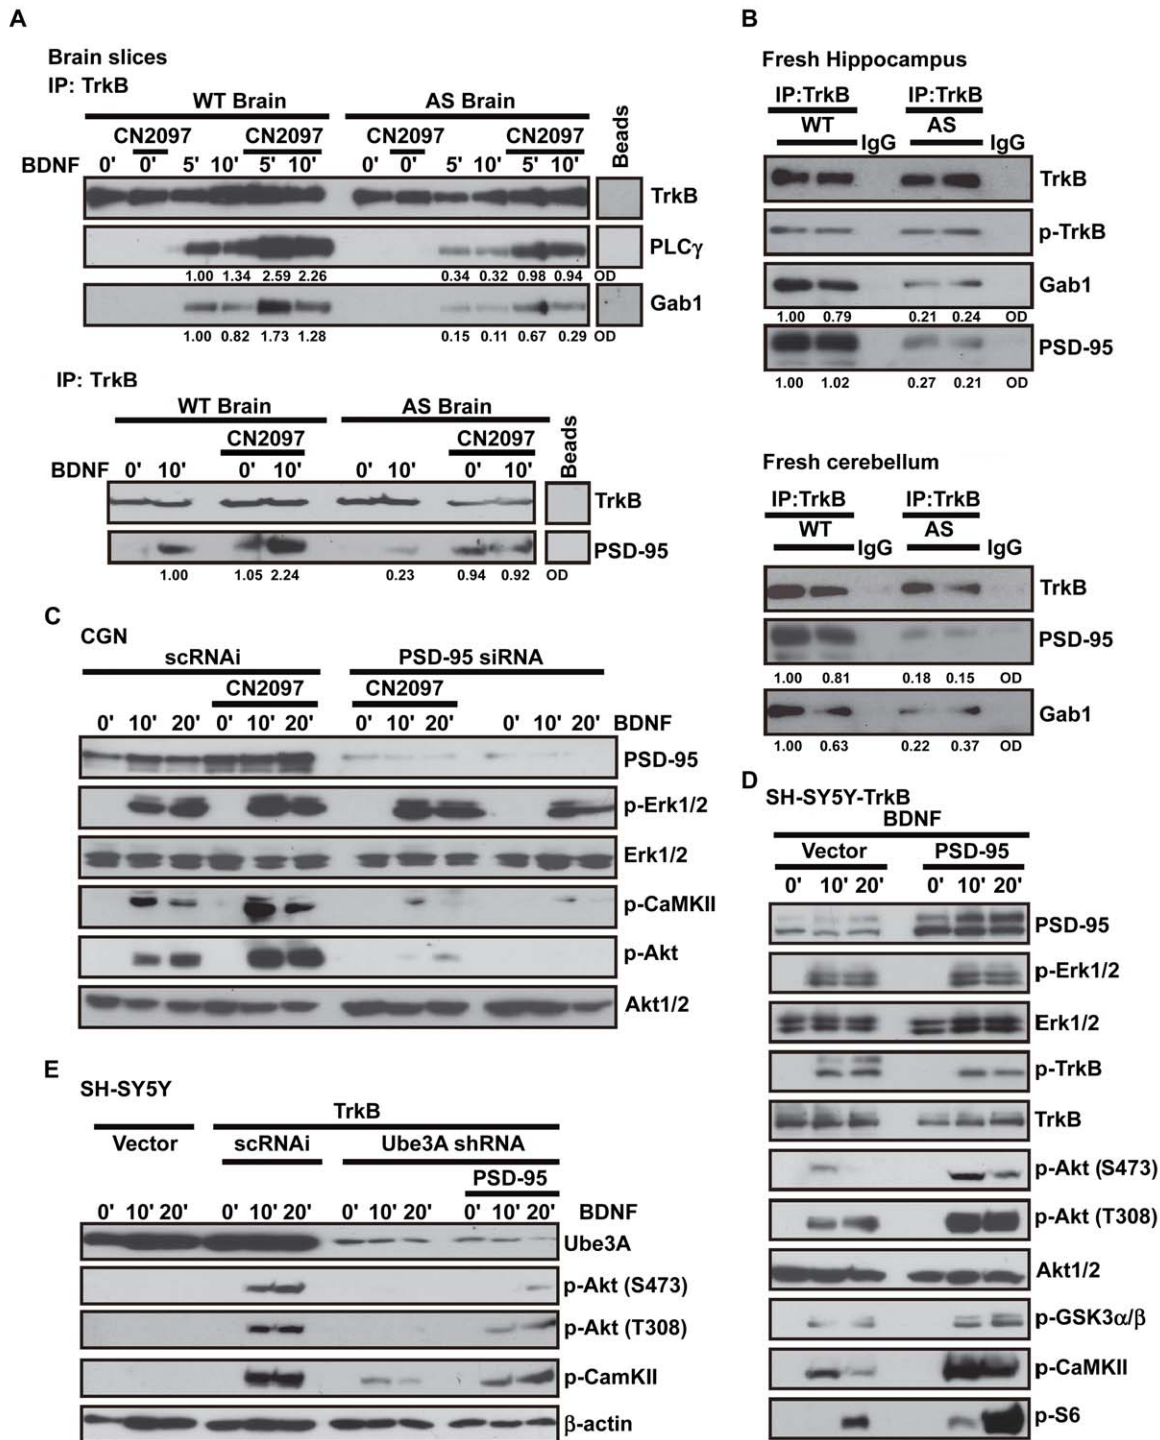 A
Brain slices
IP: TrkB
WT Brain AS Brain
CN2097 CN2097 CN2097 CN2097
BDNF 0' 0' 5' 10' 5' 10' 0' 0' 5' 10' 5' 10' Beads
TrkB
PLCγ
1.00 1.34 2.59 2.26 0.34 0.32 0.98 0.94 OD
Gab1
1.00 0.82 1.73 1.28 0.15 0.11 0.67 0.29 OD
IP: TrkB
WT Brain AS Brain
CN2097 CN2097
BDNF 0' 10' 0' 10' 0' 10' 0' 10' Beads
TrkB
PSD-95
1.00 1.05 2.24 0.23 0.94 0.92 OD
B
Fresh Hippocampus
IP:TrkB IP:TrkB
WT IgG AS IgG
TrkB
p-TrkB
Gab1
1.00 0.79 0.21 0.24 OD
PSD-95
1.00 1.02 0.27 0.21 OD
Fresh cerebellum
IP:TrkB IP:TrkB
WT IgG AS IgG
TrkB
PSD-95
1.00 0.81 0.18 0.15 OD
Gab1
1.00 0.63 0.22 0.37 OD
C
CGN
scRNAi PSD-95 siRNA
CN2097 CN2097
0' 10' 20' 0' 10' 20' 0' 10' 20' 0' 10' 20' BDNF
PSD-95
p-Erk1/2
Erk1/2
p-CaMKII
p-Akt
Akt1/2
D
SH-SY5Y-TrkB
BDNF
Vector PSD-95
0' 10' 20' 0' 10' 20'
PSD-95
p-Erk1/2
Erk1/2
p-TrkB
TrkB
p-Akt (S473)
p-Akt (T308)
Akt1/2
p-GSK3α/β
p-CaMKII
p-S6
E
SH-SY5Y
TrkB
Vector scRNAi Ube3A shRNA
PSD-95
0' 10' 20' 0' 10' 20' 0' 10' 20' 0' 10' 20' BDNF
Ube3A
p-Akt (S473)
p-Akt (T308)
p-CamKII
β-actin